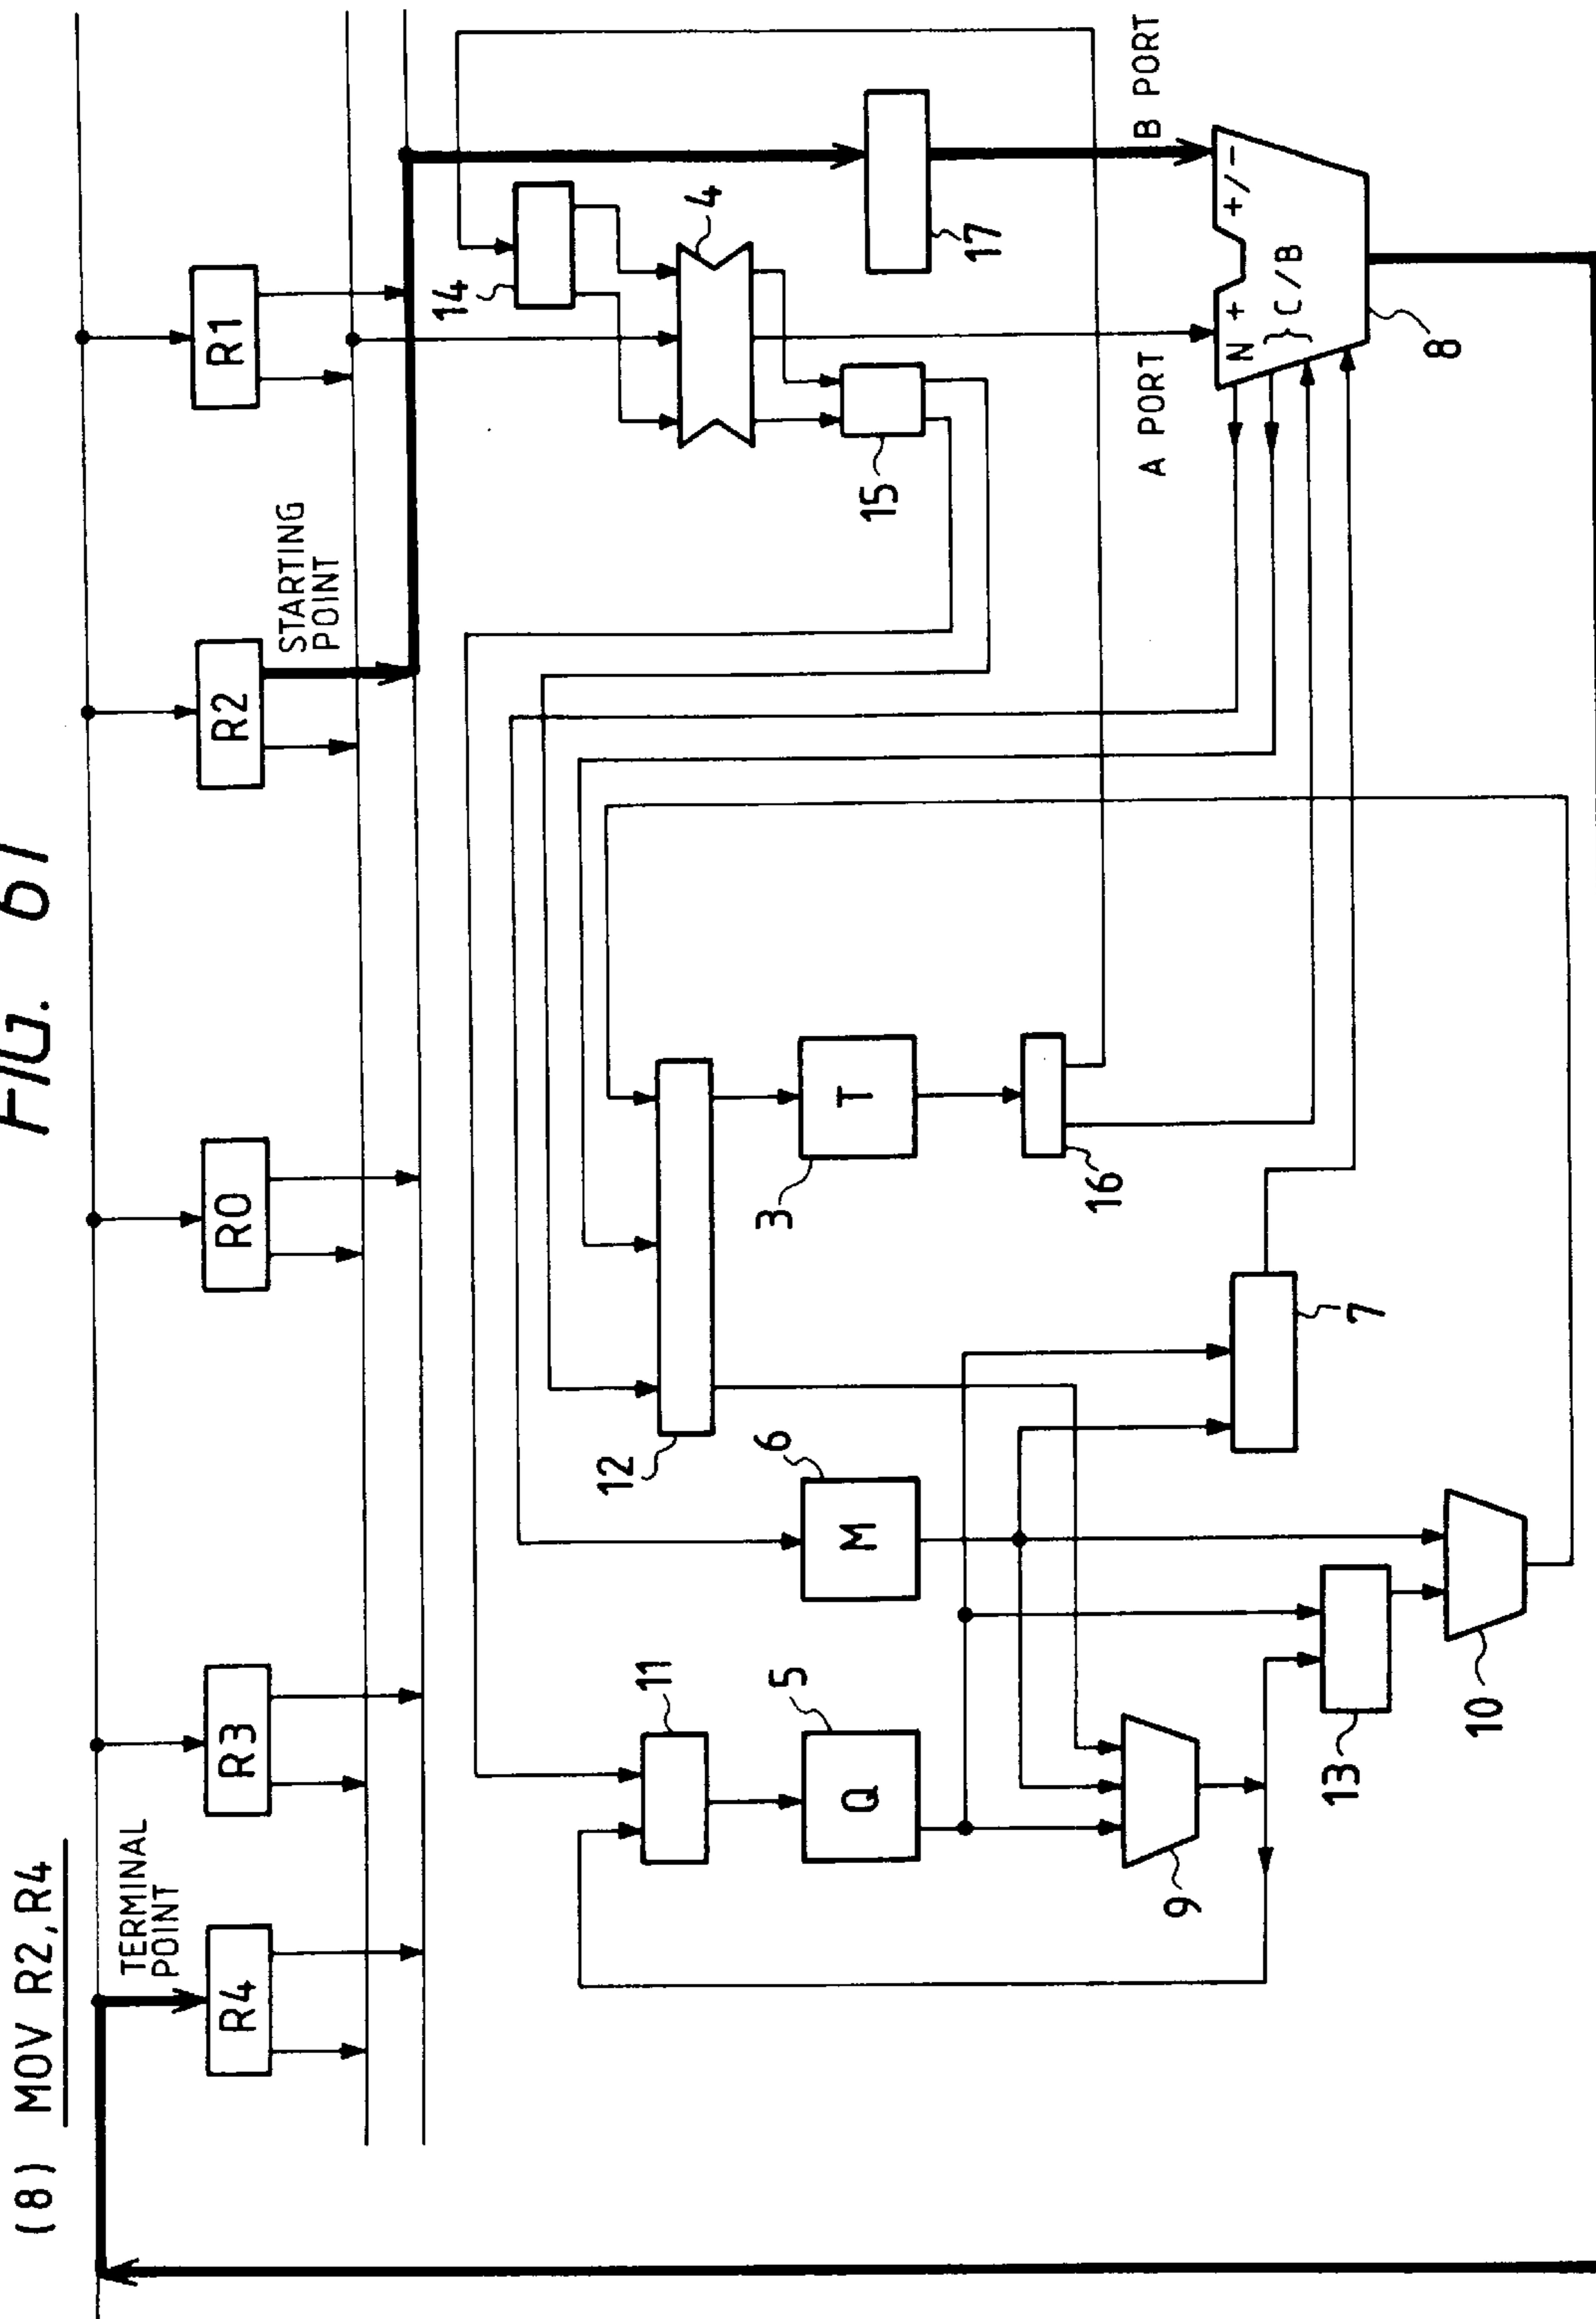 FIG. 61
(8) MOV R2,R4
TERMINAL
POINT
STARTING
POINT
R4
R3
R0
R2
R1
14
4
11
12
15
17
5
6
3
Q
M
T
16
A PORT
B PORT
9
7
N + +/-
} C/B
13
8
10